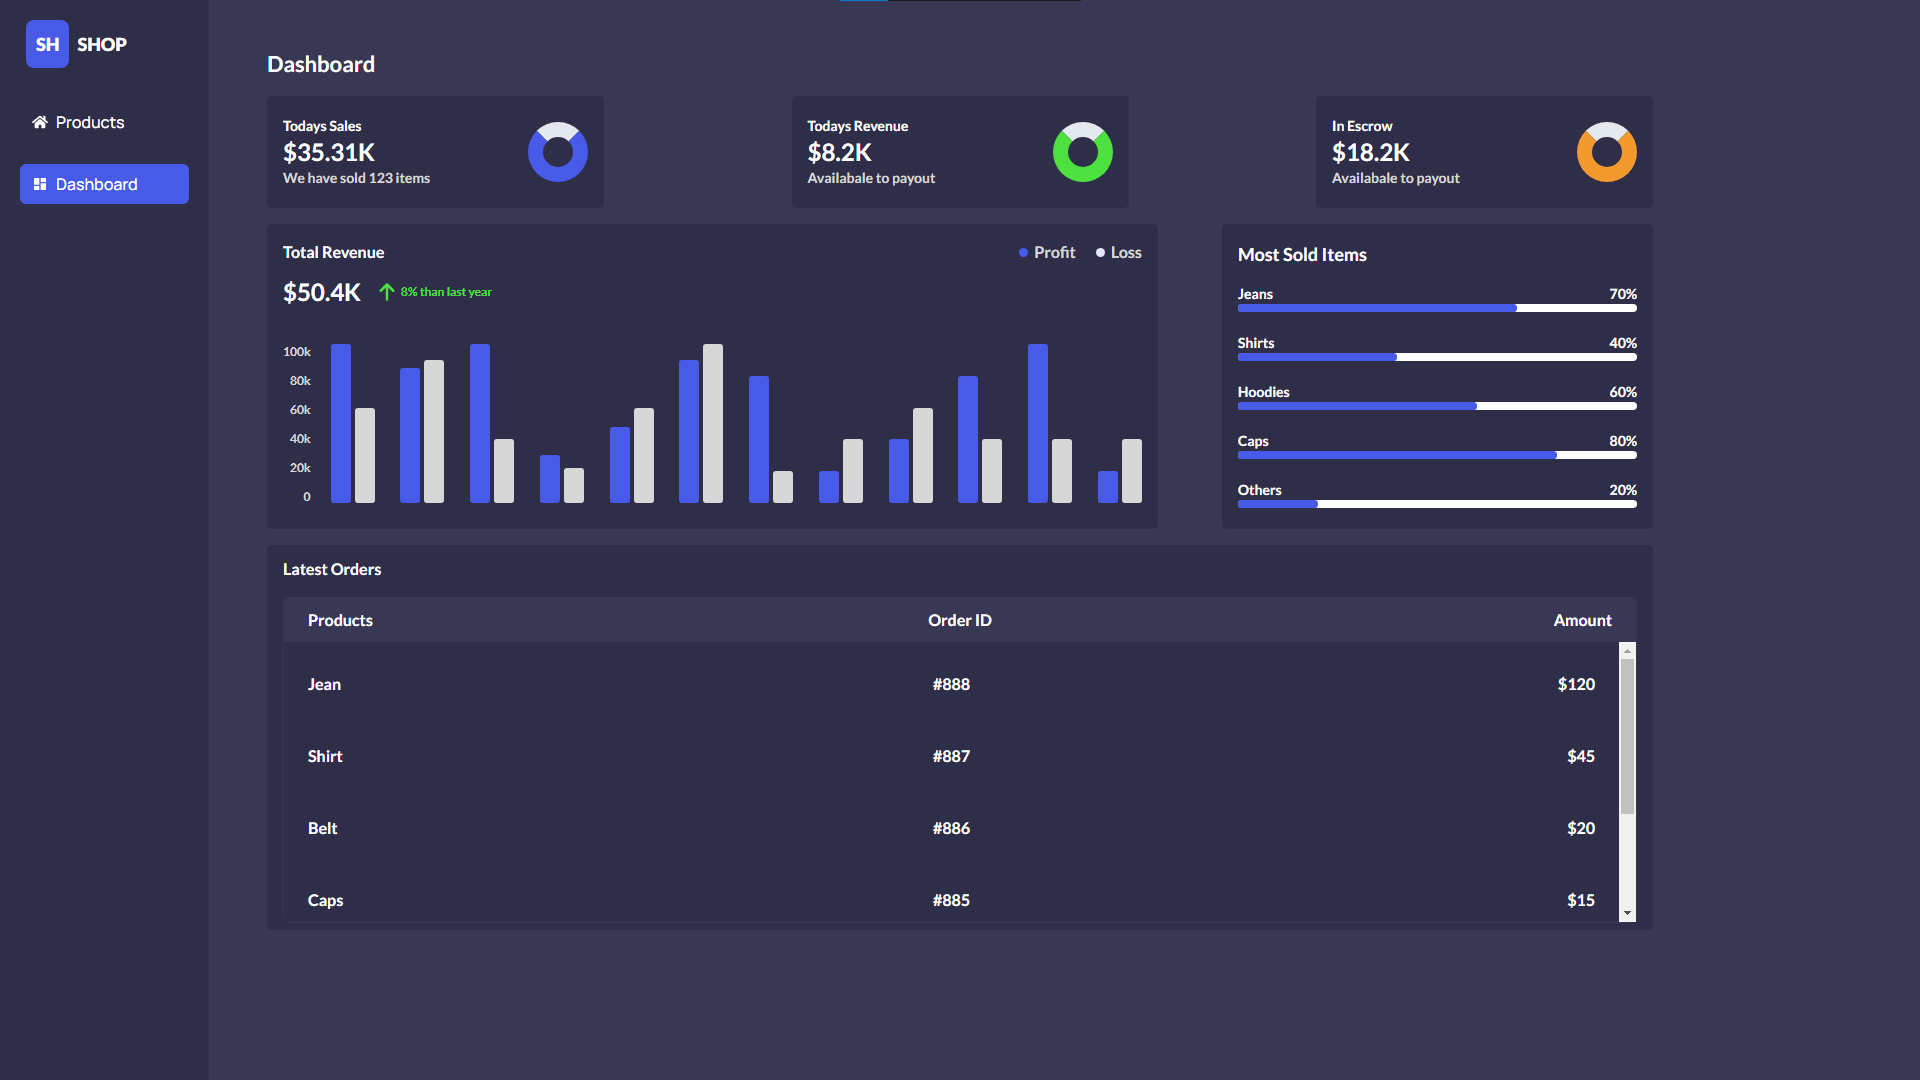 SH SHOP
Products
Dashboard
Dashboard
Todays Sales
$35.31K
We have sold 123 items
Todays Revenue
$8.2K
Availabale to payout
In Escrow
$18.2K
Availabale to payout
Total Revenue
Profit Loss
$50.4K 8% than last year
100k
80k
60k
40k
20k
0
Most Sold Items
Jeans 70%
Shirts 40%
Hoodies 60%
Caps 80%
Others 20%
Latest Orders
Products Order ID Amount
Jean #888 $120
Shirt #887 $45
Belt #886 $20
Caps #885 $15